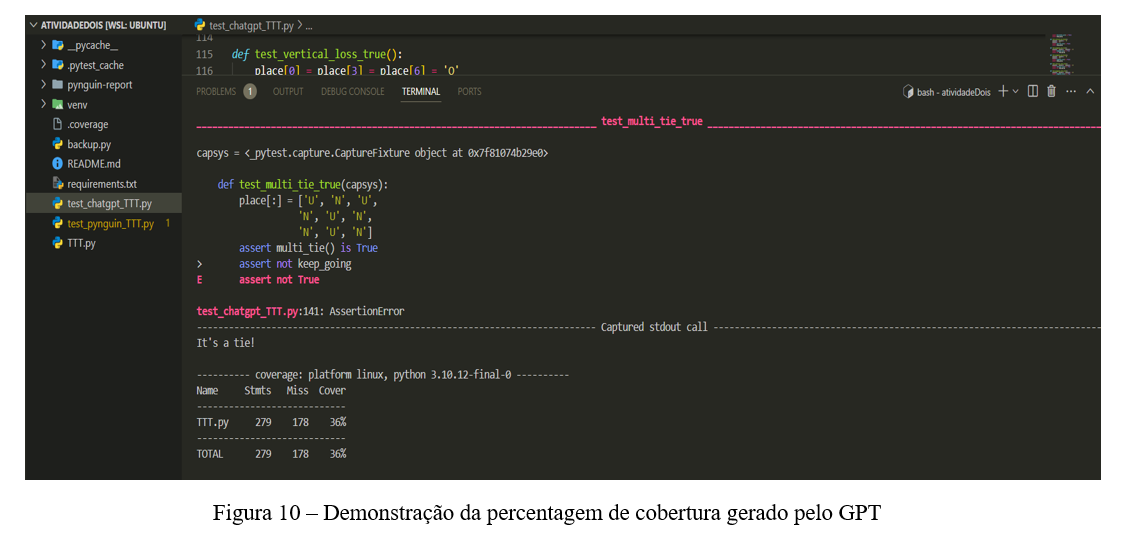 ATIVIDADEDOIS [WSL: UBUNTU]
__pycache__
.pytest_cache
pynguin-report
venv
.coverage
backup.py
README.md
requirements.txt
test_chatgpt_TTT.py
test_pynguin_TTT.py 1
TTT.py
test_chatgpt_TTT.py > ...
114
115 def test_vertical_loss_true():
116 place[0] = place[3] = place[6] = 'O'
PROBLEMS 1 OUTPUT DEBUG CONSOLE TERMINAL PORTS
bash - atividadeDois
test_multi_tie_true
capsys = <_pytest.capture.CaptureFixture object at 0x7f81074b29e0>
def test_multi_tie_true(capsys):
place[:] = ['U', 'N', 'U',
'N', 'U', 'N',
'N', 'U', 'N']
assert multi_tie() is True
> assert not keep_going
E assert not True
test_chatgpt_TTT.py:141: AssertionError
---------- Captured stdout call ----------
It's a tie!
---------- coverage: platform linux, python 3.10.12-final-0 ----------
Name Stmts Miss Cover
----------------------------
TTT.py 279 178 36%
----------------------------
TOTAL 279 178 36%
Figura 10 – Demonstração da percentagem de cobertura gerado pelo GPT